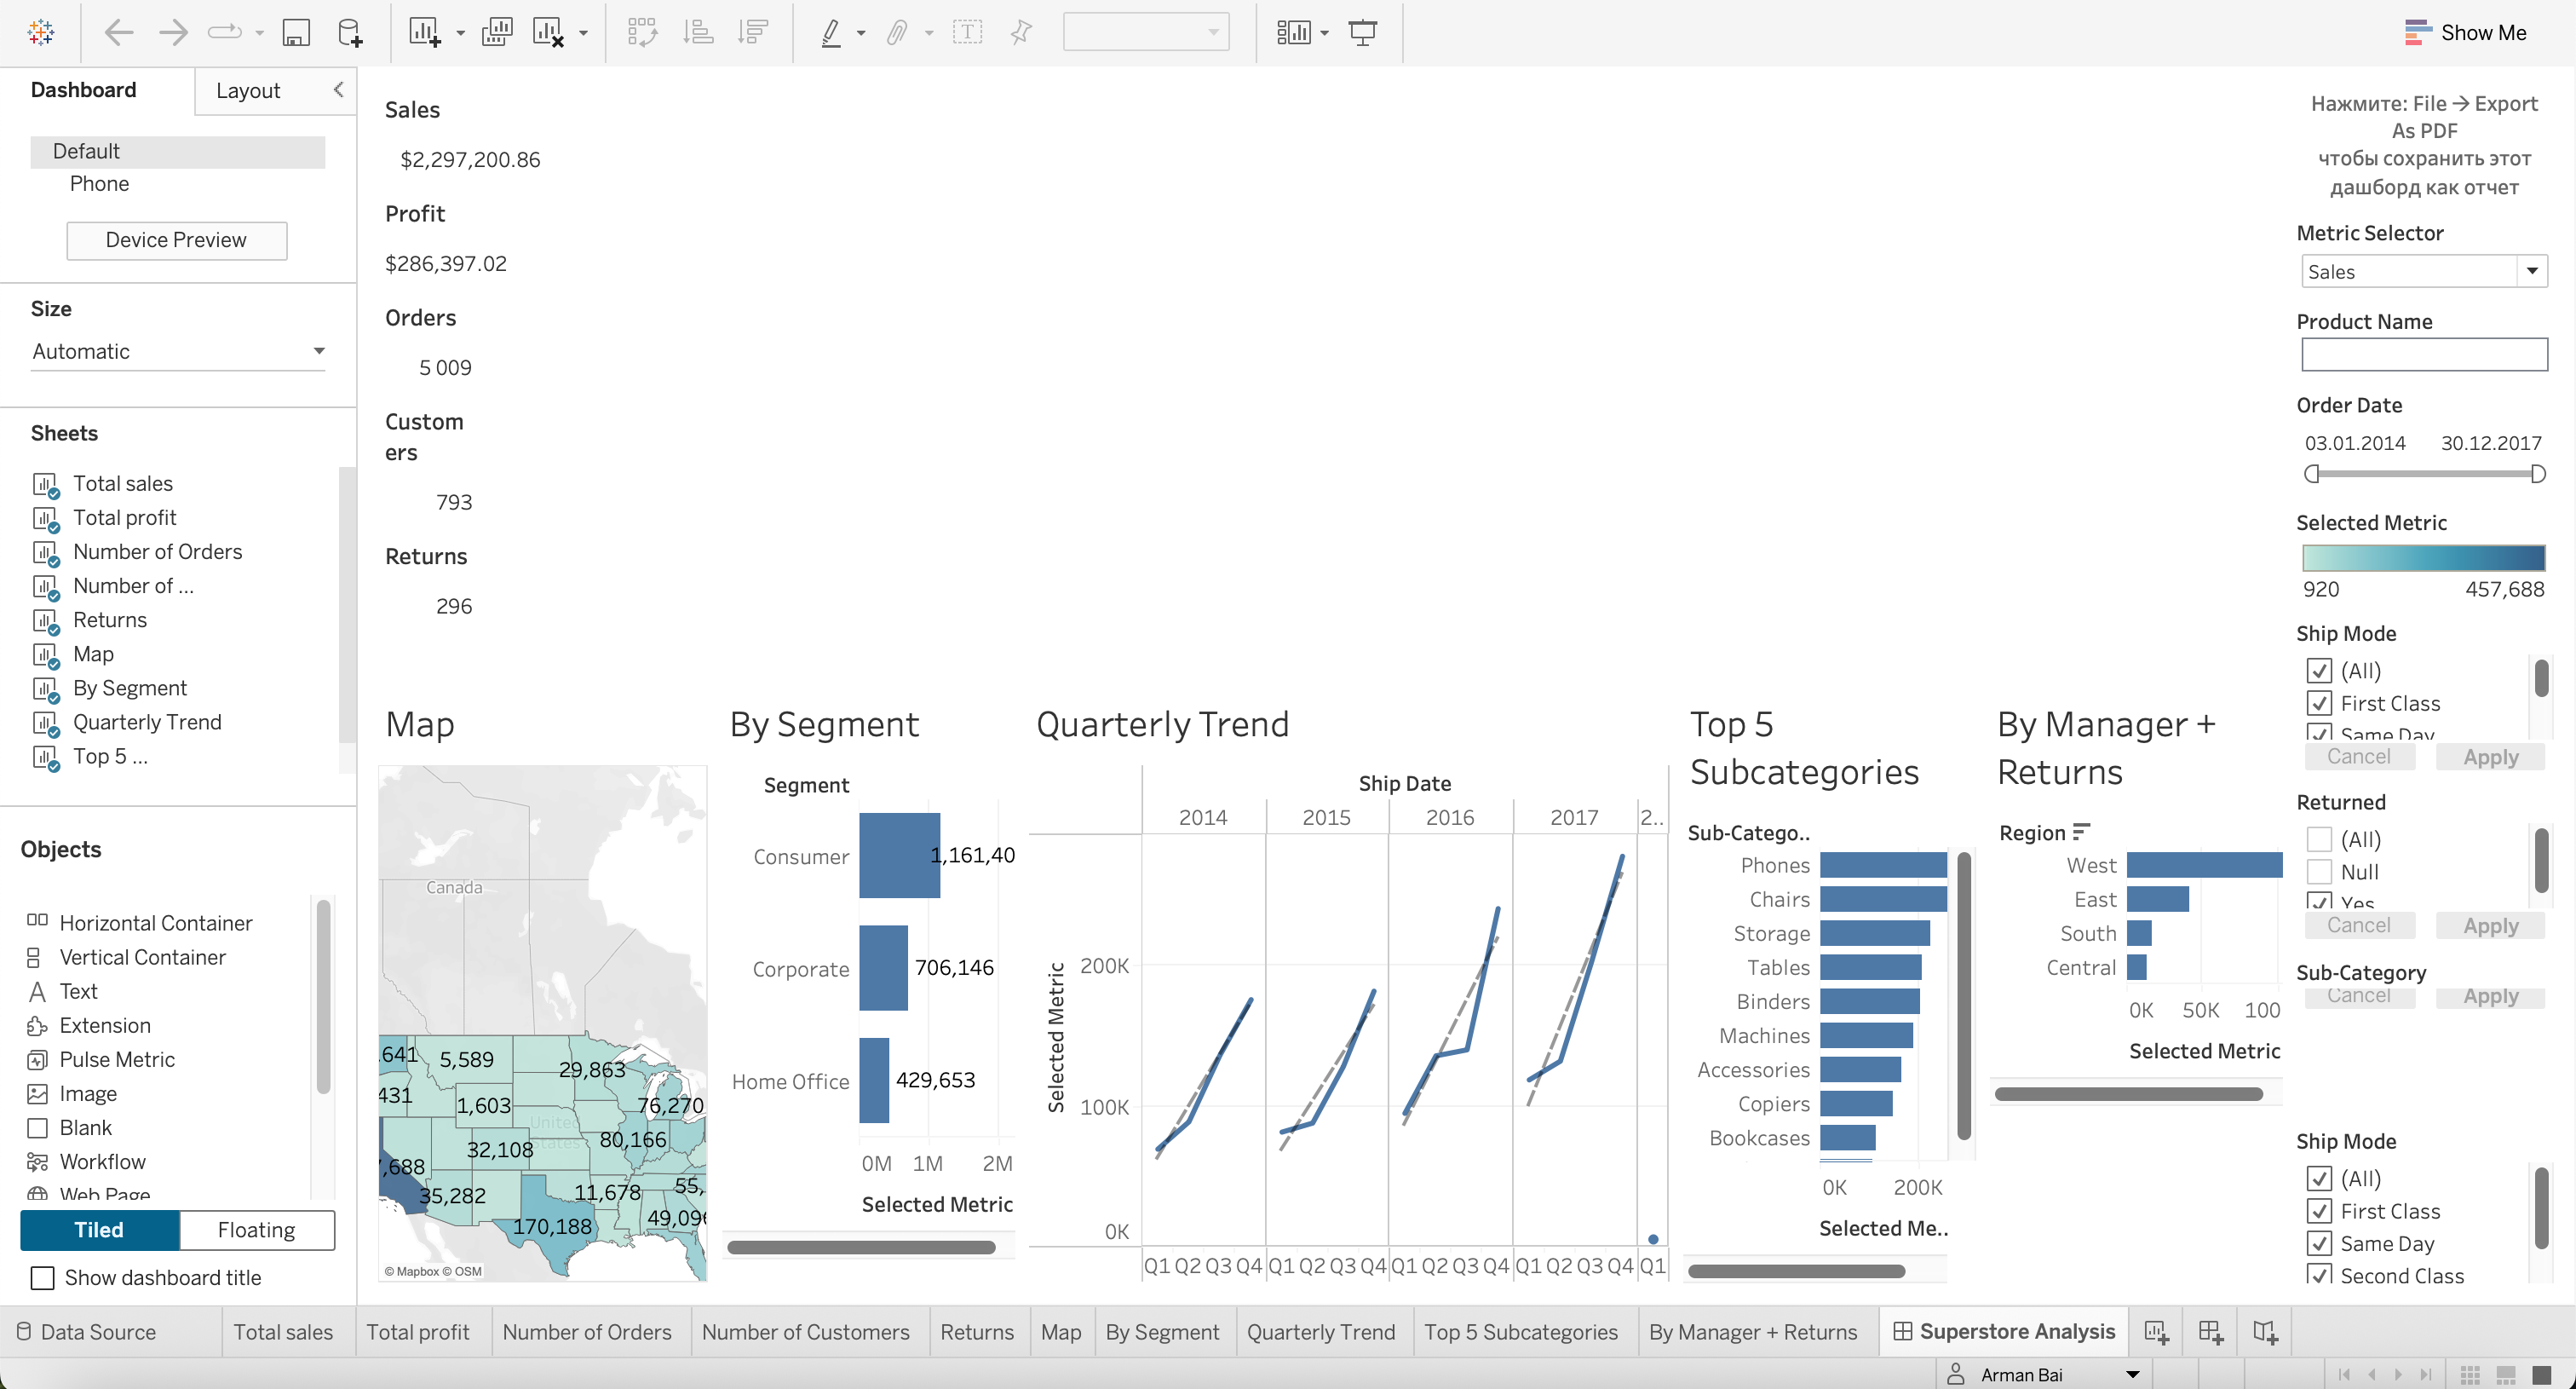 Show Me
Dashboard
Layout
Default
Phone
Device Preview
Size
Automatic
Sheets
Total sales
Total profit
Number of Orders
Number of ...
Returns
Map
By Segment
Quarterly Trend
Top 5 ...
Objects
Horizontal Container
Vertical Container
Text
Extension
Pulse Metric
Image
Blank
Workflow
Web Page
Tiled
Floating
Show dashboard title
Sales
$2,297,200.86
Profit
$286,397.02
Orders
5 009
Custom
ers
793
Returns
296
Map
Canada
United
States
641
5,589
29,863
431
1,603
76,270
32,108
80,166
,688
35,282
11,678
55,
170,188
49,09
© Mapbox © OSM
By Segment
Segment
Consumer
1,161,40
Corporate
706,146
Home Office
429,653
0M 1M 2M
Selected Metric
Quarterly Trend
Ship Date
2014 2015 2016 2017 2..
Selected Metric
200K
100K
0K
Q1 Q2 Q3 Q4 Q1 Q2 Q3 Q4 Q1 Q2 Q3 Q4 Q1 Q2 Q3 Q4 Q1
Top 5
Subcategories
Sub-Catego..
Phones
Chairs
Storage
Tables
Binders
Machines
Accessories
Copiers
Bookcases
0K 200K
Selected Me..
By Manager +
Returns
Region
West
East
South
Central
0K 50K 100
Selected Metric
Нажмите: File → Export
As PDF
чтобы сохранить этот
дашборд как отчет
Metric Selector
Sales
Product Name
Order Date
03.01.2014 30.12.2017
Selected Metric
920 457,688
Ship Mode
(All)
First Class
Same Day
Cancel Apply
Returned
(All)
Null
Yes
Cancel Apply
Sub-Category
Cancel Apply
Ship Mode
(All)
First Class
Same Day
Second Class
Data Source
Total sales
Total profit
Number of Orders
Number of Customers
Returns
Map
By Segment
Quarterly Trend
Top 5 Subcategories
By Manager + Returns
Superstore Analysis
Arman Bai